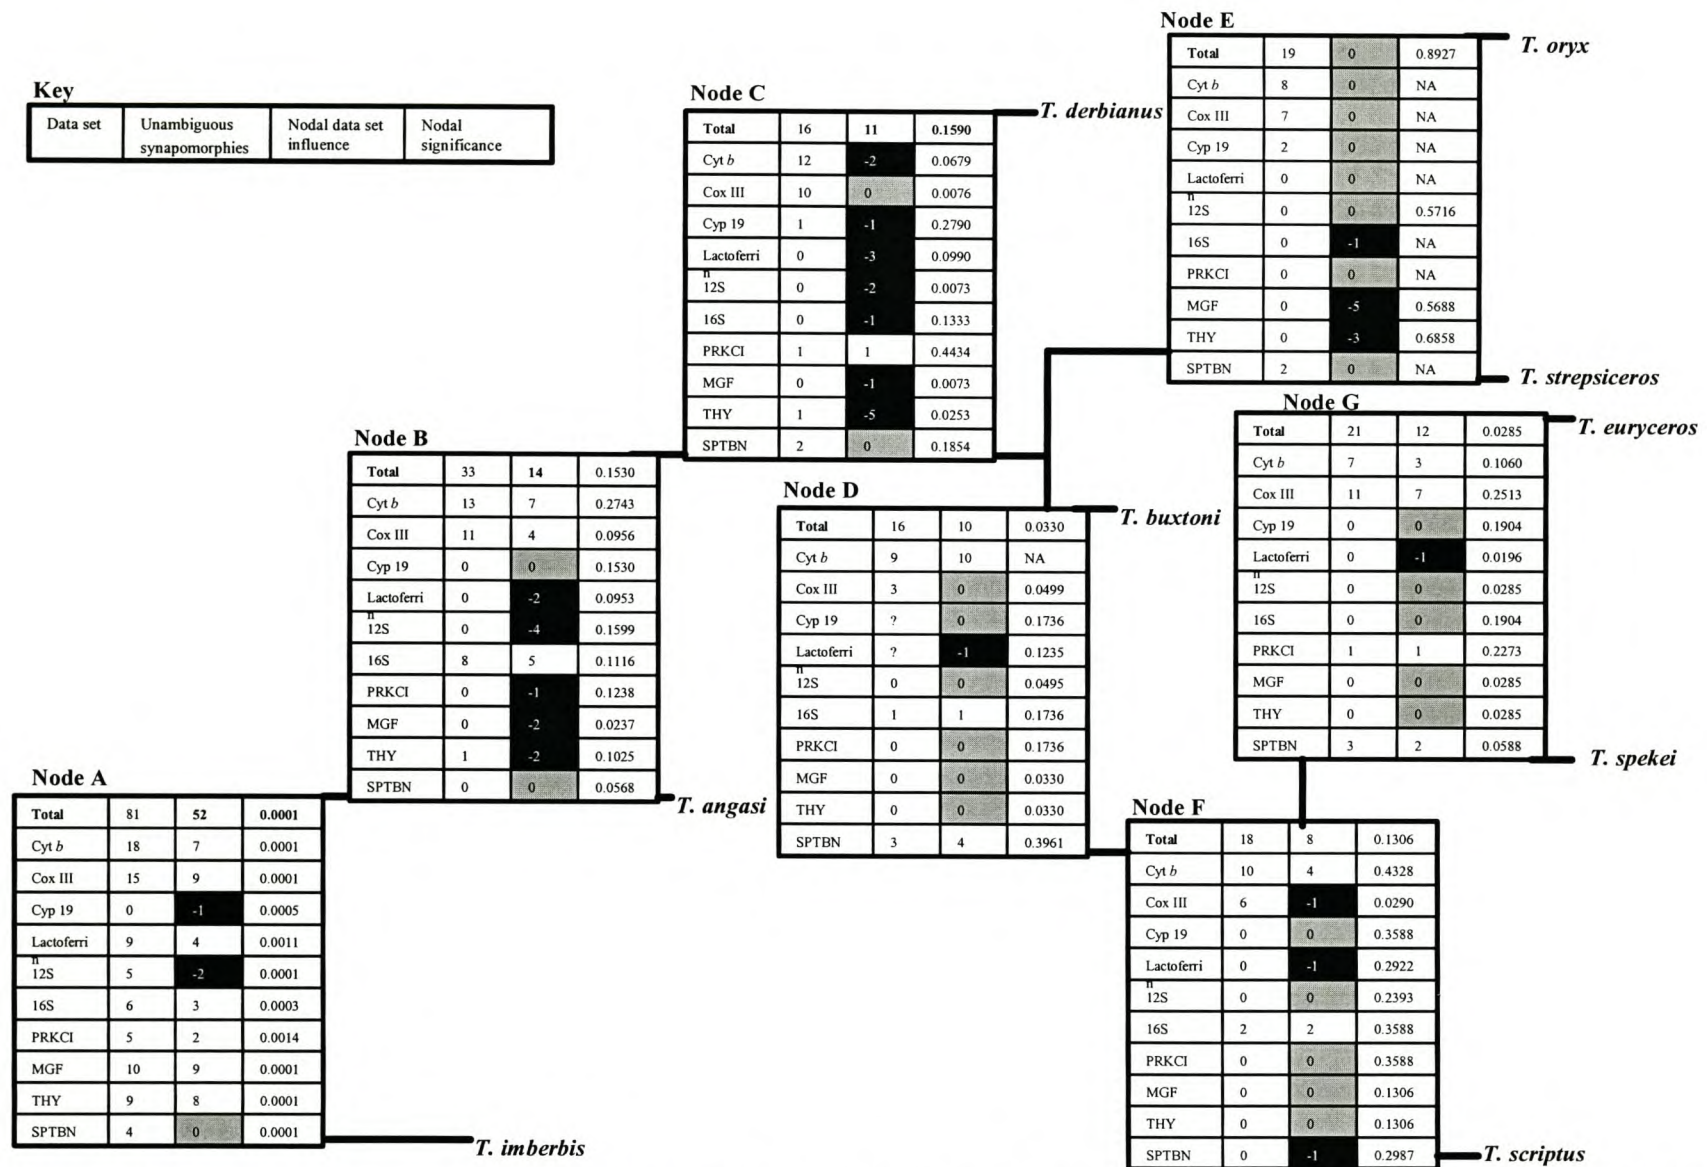 Key
Data set Unambiguous synapomorphies Nodal data set influence Nodal significance
Node E
Total 19 0 0.8927
Cyt b 8 0 NA
Cox III 7 0 NA
Cyp 19 2 0 NA
Lactoferri 0 0 NA
n
12S 0 0 0.5716
16S 0 -1 NA
PRKCI 0 0 NA
MGF 0 -5 0.5688
THY 0 -3 0.6858
SPTBN 2 0 NA
T. oryx
T. strepsiceros
Node C
Total 16 11 0.1590
Cyt b 12 -2 0.0679
Cox III 10 0 0.0076
Cyp 19 1 -1 0.2790
Lactoferri 0 -3 0.0990
n
12S 0 -2 0.0073
16S 0 -1 0.1333
PRKCI 1 1 0.4434
MGF 0 -1 0.0073
THY 1 -5 0.0253
SPTBN 2 0 0.1854
T. derbianus
Node G
Total 21 12 0.0285
Cyt b 7 3 0.1060
Cox III 11 7 0.2513
Cyp 19 0 0 0.1904
Lactoferri 0 -1 0.0196
n
12S 0 0 0.0285
16S 0 0 0.1904
PRKCI 1 1 0.2273
MGF 0 0 0.0285
THY 0 0 0.0285
SPTBN 3 2 0.0588
T. euryceros
T. spekei
Node B
Total 33 14 0.1530
Cyt b 13 7 0.2743
Cox III 11 4 0.0956
Cyp 19 0 0 0.1530
Lactoferri 0 -2 0.0953
n
12S 0 -4 0.1599
16S 8 5 0.1116
PRKCI 0 -1 0.1238
MGF 0 -2 0.0237
THY 1 -2 0.1025
SPTBN 0 0 0.0568
T. angasi
Node D
Total 16 10 0.0330
Cyt b 9 10 NA
Cox III 3 0 0.0499
Cyp 19 ? 0 0.1736
Lactoferri ? -1 0.1235
n
12S 0 0 0.0495
16S 1 1 0.1736
PRKCI 0 0 0.1736
MGF 0 0 0.0330
THY 0 0 0.0330
SPTBN 3 4 0.3961
T. buxtoni
Node A
Total 81 52 0.0001
Cyt b 18 7 0.0001
Cox III 15 9 0.0001
Cyp 19 0 -1 0.0005
Lactoferri 9 4 0.0011
n
12S 5 -2 0.0001
16S 6 3 0.0003
PRKCI 5 2 0.0014
MGF 10 9 0.0001
THY 9 8 0.0001
SPTBN 4 0 0.0001
T. imberbis
Node F
Total 18 8 0.1306
Cyt b 10 4 0.4328
Cox III 6 -1 0.0290
Cyp 19 0 0 0.3588
Lactoferri 0 -1 0.2922
n
12S 0 0 0.2393
16S 2 2 0.3588
PRKCI 0 0 0.3588
MGF 0 0 0.1306
THY 0 0 0.1306
SPTBN 0 -1 0.2987
T. scriptus